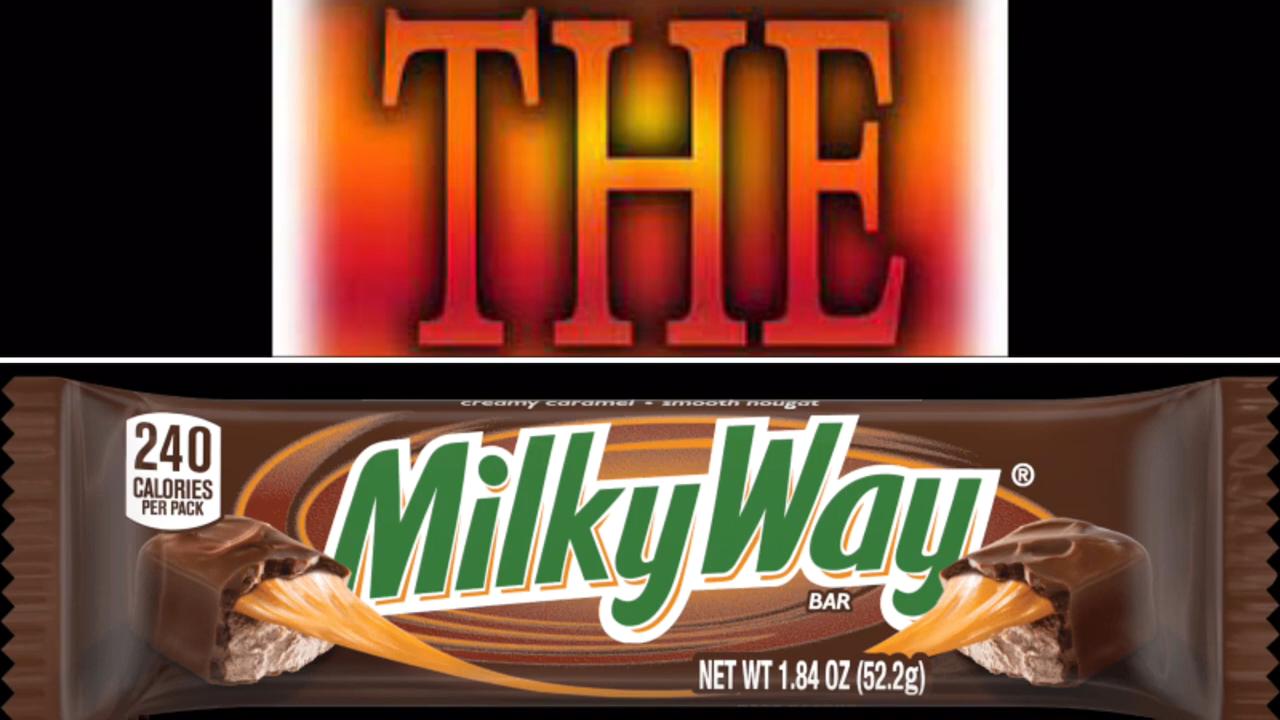 THE
creamy caramel • smooth nougat
240
CALORIES
PER PACK
MilkyWay®
BAR
NET WT 1.84 OZ (52.2g)